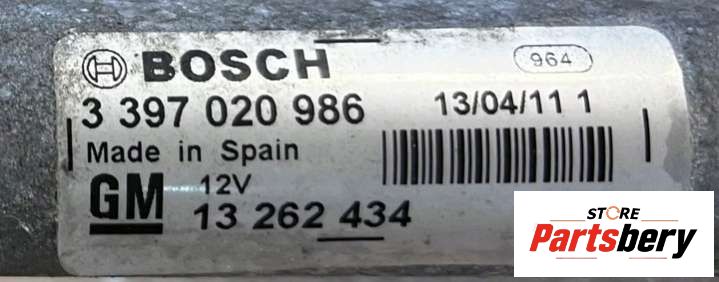 BOSCH
964
3 397 020 986
13/04/11 1
Made in Spain
GM
12V
13 262 434
STORE
Partsbery